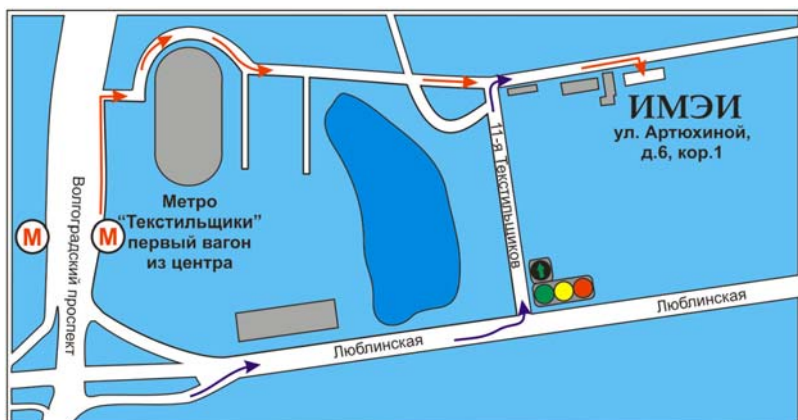 ИМЭИ
ул. Артюхиной,
д.6, кор.1
11-я Текстильщиков
Волгоградский проспект
Метро
“Текстильщики”
первый вагон
из центра
М
М
Люблинская
Люблинская